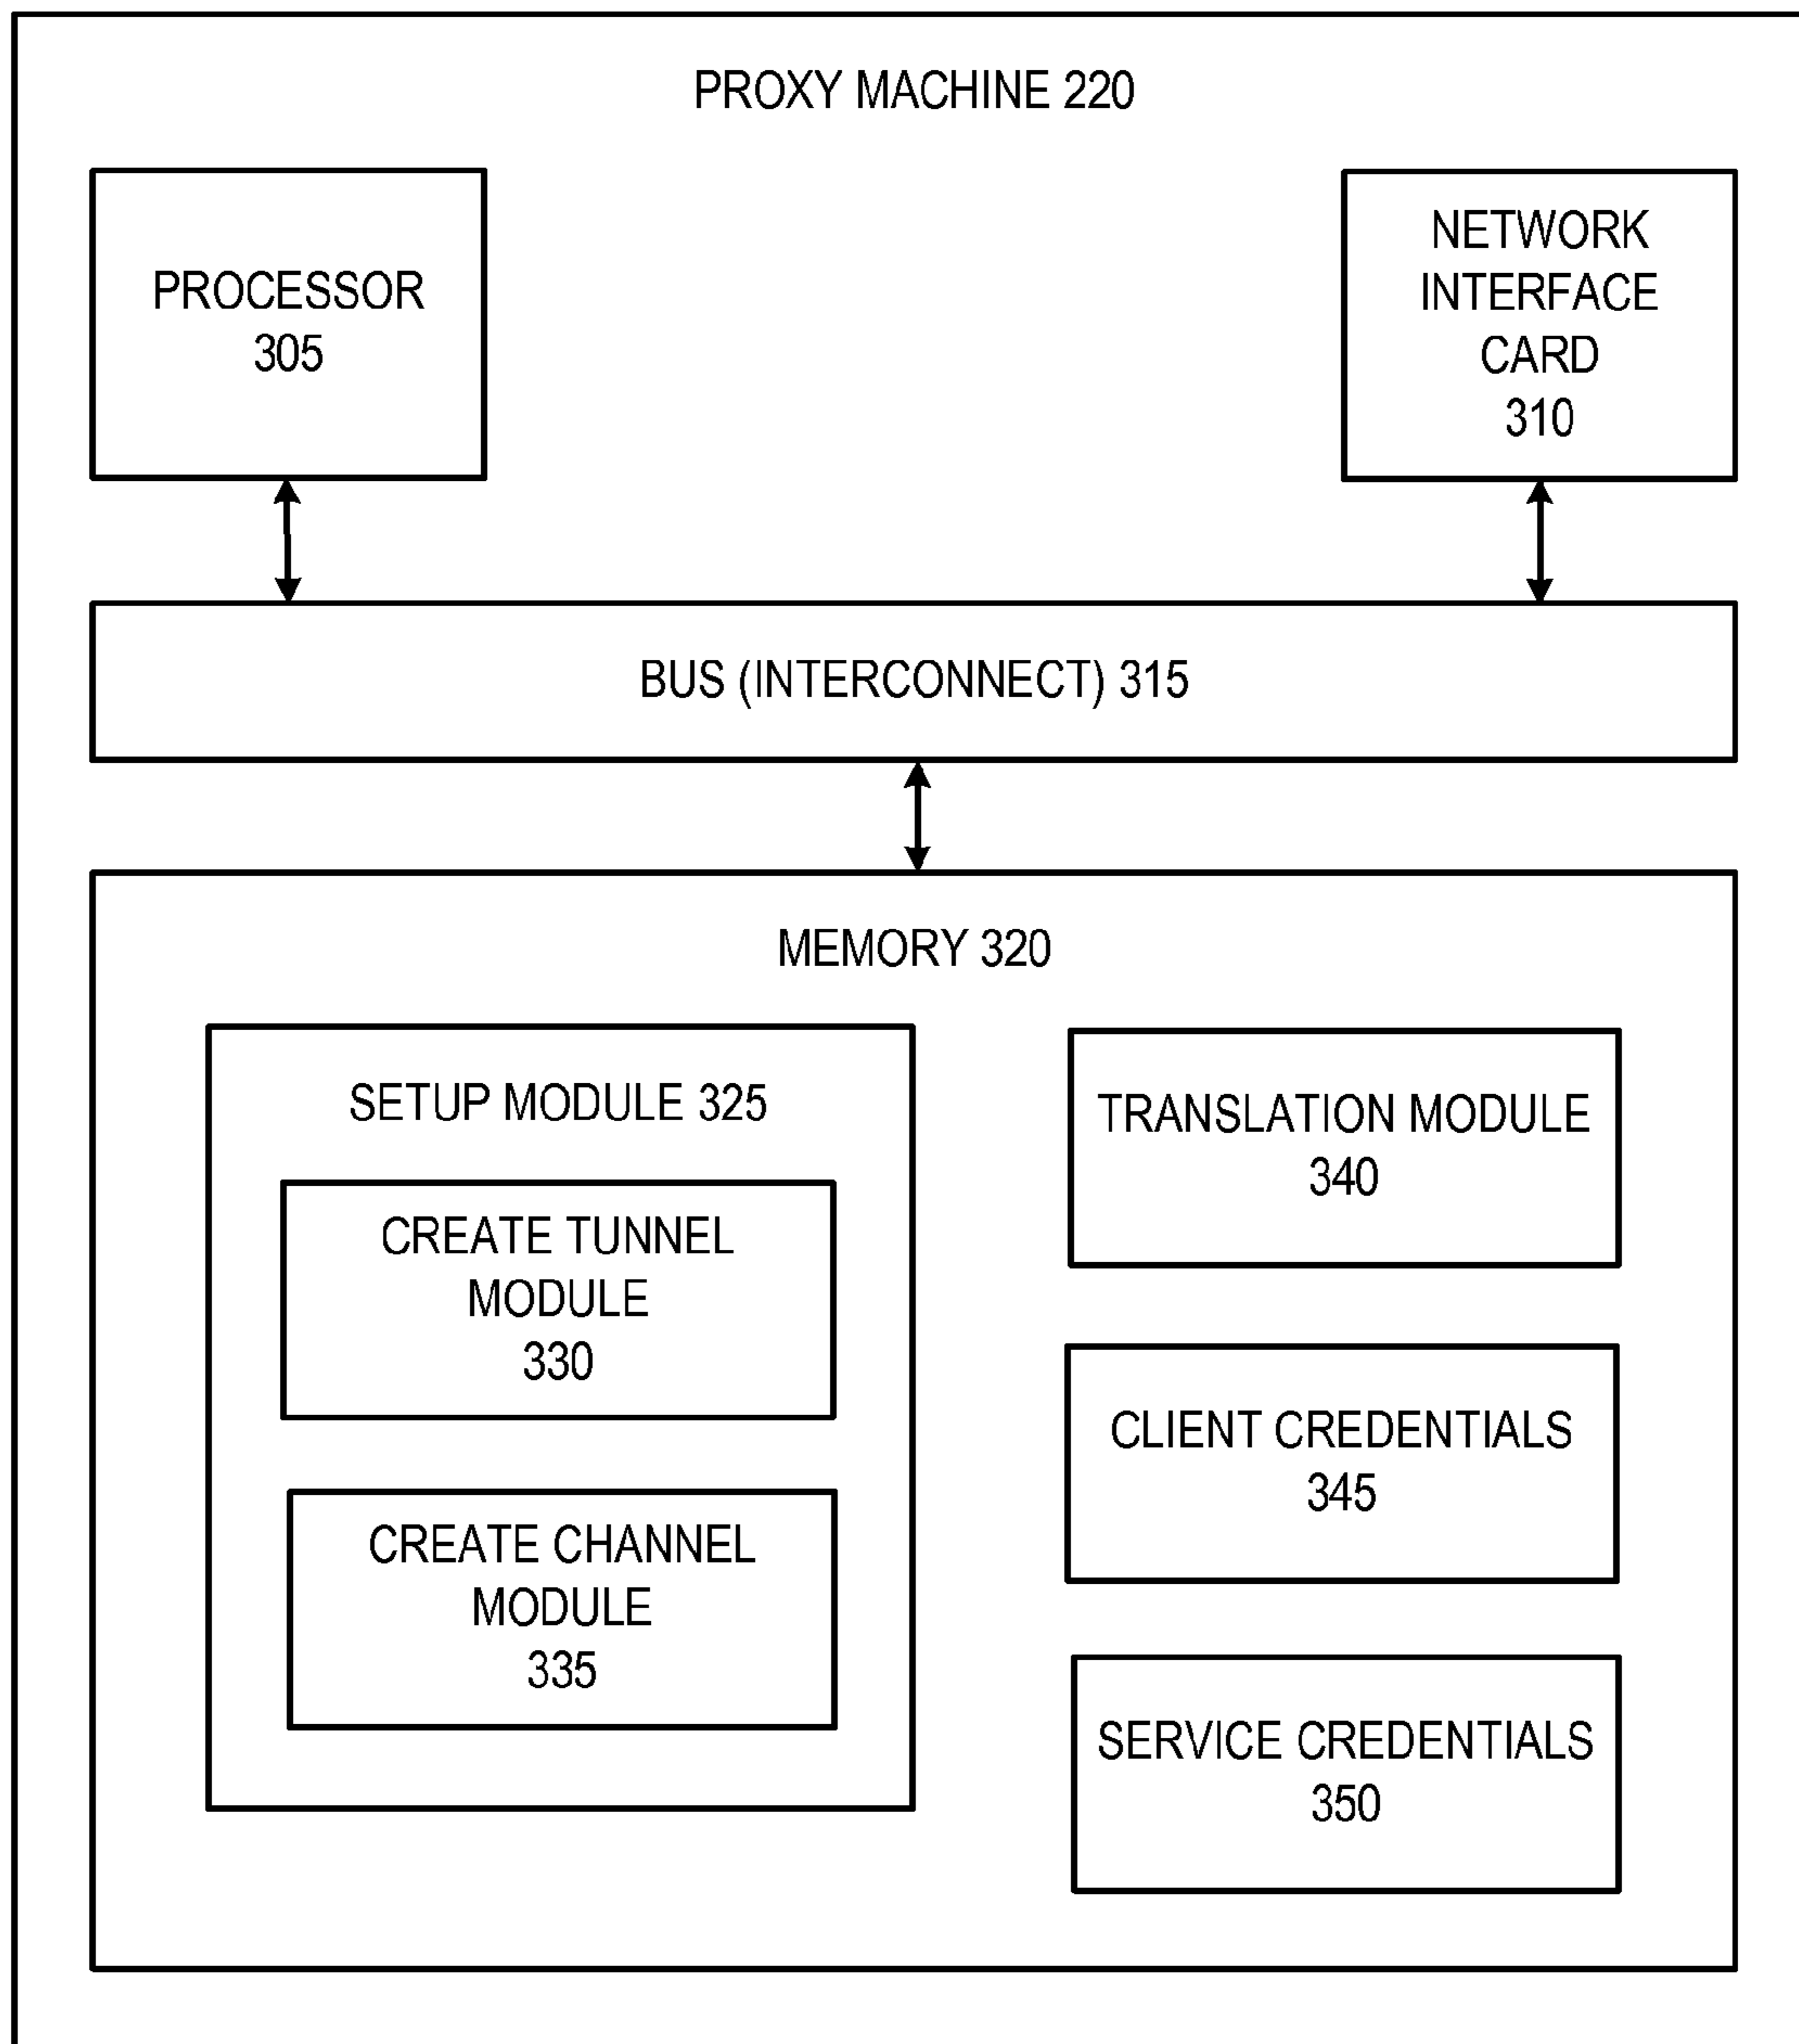 PROXY MACHINE 220
PROCESSOR
305
NETWORK
INTERFACE
CARD
310
BUS (INTERCONNECT) 315
MEMORY 320
SETUP MODULE 325
CREATE TUNNEL
MODULE
330
CREATE CHANNEL
MODULE
335
TRANSLATION MODULE
340
CLIENT CREDENTIALS
345
SERVICE CREDENTIALS
350